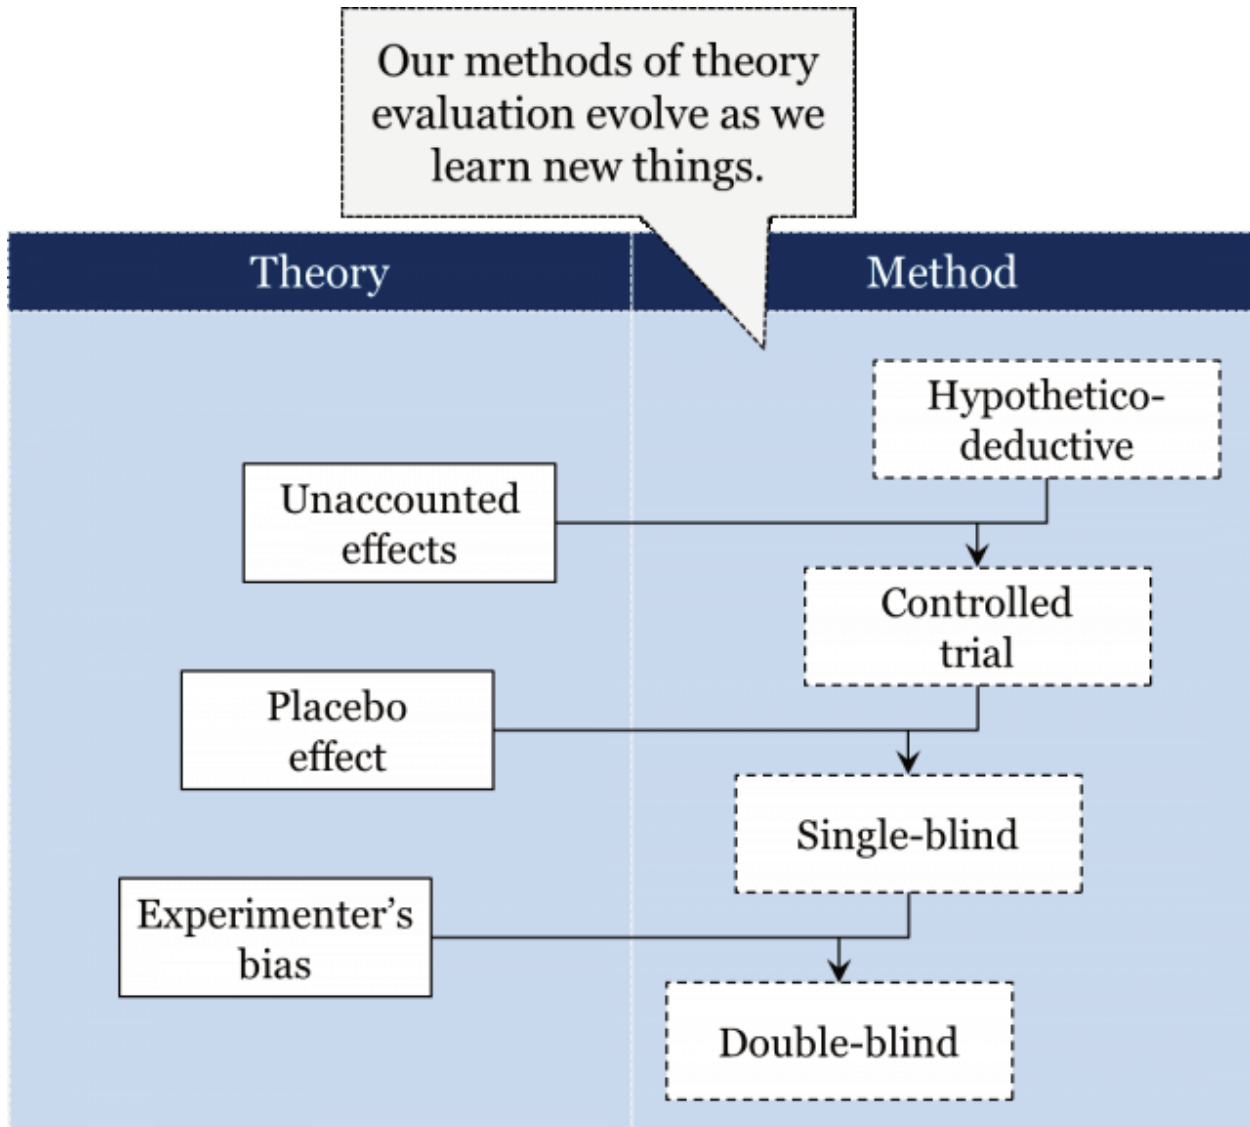 Our methods of theory
evaluation evolve as we
learn new things.
Theory
Method
Hypothetico-
deductive
Unaccounted
effects
Controlled
trial
Placebo
effect
Single-blind
Experimenter’s
bias
Double-blind